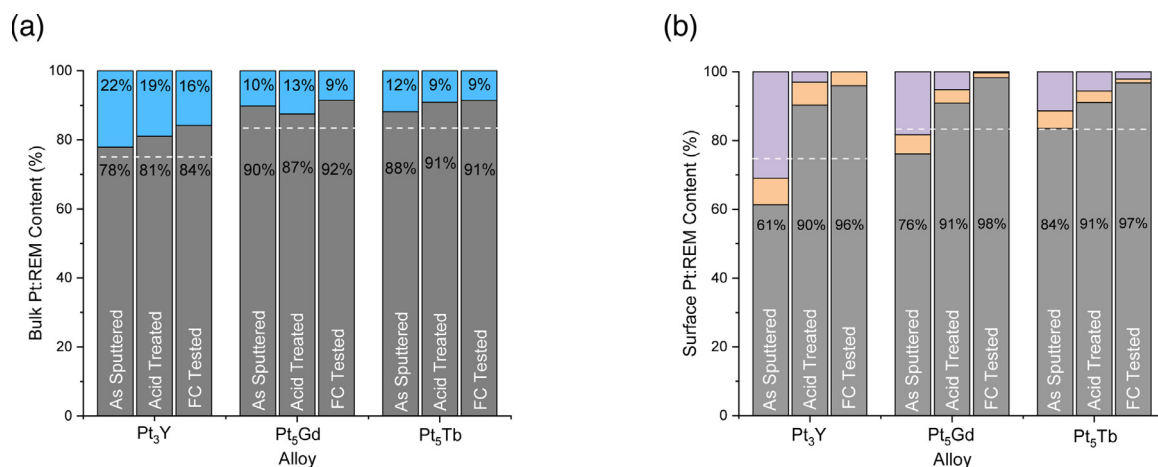 (a)
Bulk Pt:REM Content (%)
100
80
60
40
20
0
22% 19% 16%
78% 81% 84%
10% 13% 9%
90% 87% 92%
12% 9% 9%
88% 91% 91%
As Sputtered
Acid Treated
FC Tested
As Sputtered
Acid Treated
FC Tested
As Sputtered
Acid Treated
FC Tested
Pt₃Y Pt₅Gd Pt₅Tb
Alloy
(b)
Surface Pt:REM Content (%)
100
80
60
40
20
0
61% 90% 96%
76% 91% 98%
84% 91% 97%
As Sputtered
Acid Treated
FC Tested
As Sputtered
Acid Treated
FC Tested
As Sputtered
Acid Treated
FC Tested
Pt₃Y Pt₅Gd Pt₅Tb
Alloy